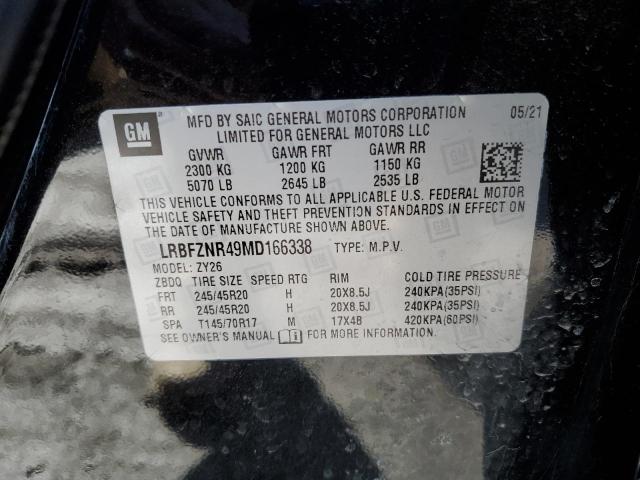 GM
MFD BY SAIC GENERAL MOTORS CORPORATION 05/21
LIMITED FOR GENERAL MOTORS LLC
GVWR GAWR FRT GAWR RR
2300 KG 1200 KG 1150 KG
5070 LB 2645 LB 2535 LB
THIS VEHICLE CONFORMS TO ALL APPLICABLE U.S. FEDERAL MOTOR
VEHICLE SAFETY AND THEFT PREVENTION STANDARDS IN EFFECT ON
THE DATE OF MANUFACTURE SHOWN ABOVE.
LRBFZNR49MD166338 TYPE: M.P.V.
MODEL: ZY26
ZBDQ TIRE SIZE SPEED RTG RIM COLD TIRE PRESSURE
FRT 245/45R20 H 20X8.5J 240KPA(35PSI)
RR 245/45R20 H 20X8.5J 240KPA(35PSI)
SPA T145/70R17 M 17X4B 420KPA(60PSI)
SEE OWNER'S MANUAL FOR MORE INFORMATION.